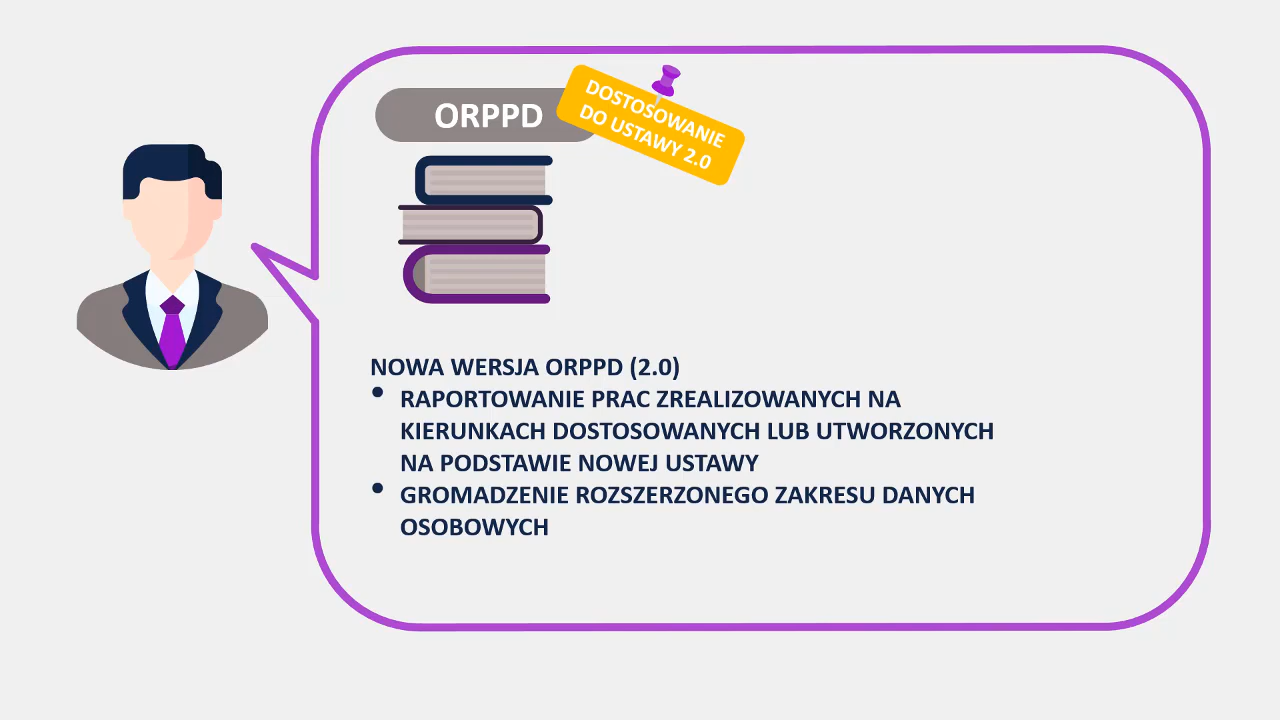 ORPPD
DOSTOSOWANIE
DO USTAWY 2.0
NOWA WERSJA ORPPD (2.0)
• RAPORTOWANIE PRAC ZREALIZOWANYCH NA
KIERUNKACH DOSTOSOWANYCH LUB UTWORZONYCH
NA PODSTAWIE NOWEJ USTAWY
• GROMADZENIE ROZSZERZONEGO ZAKRESU DANYCH
OSOBOWYCH